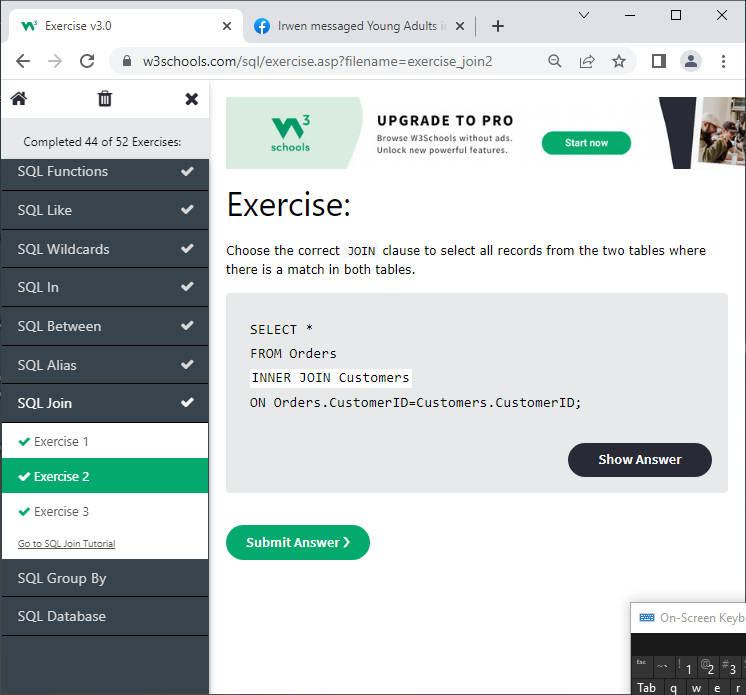 Exercise v3.0
Irwen messaged Young Adults i
w3schools.com/sql/exercise.asp?filename=exercise_join2
Completed 44 of 52 Exercises:
SQL Functions
SQL Like
SQL Wildcards
SQL In
SQL Between
SQL Alias
SQL Join
Exercise 1
Exercise 2
Exercise 3
Go to SQL Join Tutorial
SQL Group By
SQL Database
W3
schools
UPGRADE TO PRO
Browse W3Schools without ads.
Unlock new powerful features.
Start now
Exercise:
Choose the correct JOIN clause to select all records from the two tables where
there is a match in both tables.
SELECT *
FROM Orders
INNER JOIN Customers
ON Orders.CustomerID=Customers.CustomerID;
Show Answer
Submit Answer ❯
On-Screen Keyb
Esc ~ ` ! 1 @ 2 # 3
Tab q w e r